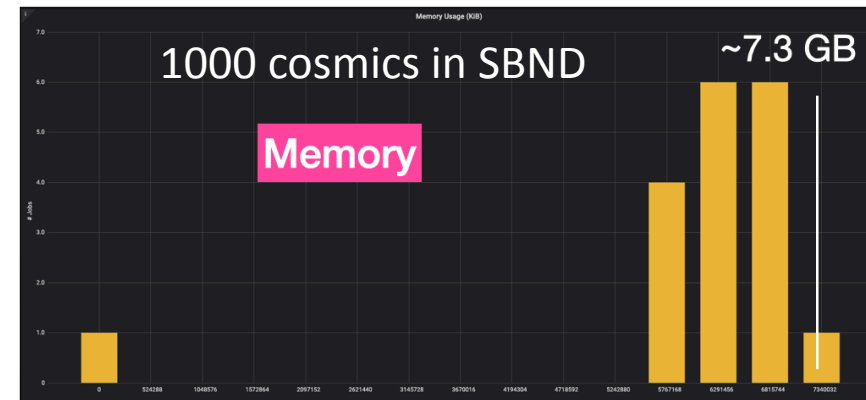 Memory Usage (KiB)
7.0
1000 cosmics in SBND
~7.3 GB
6.0
5.0
Memory
4.0
# Jobs
3.0
2.0
1.0
0
0 524288 1048576 1572864 2097152 2621440 3145728 3670016 4194304 4718592 5242880 5767168 6291456 6815744 7340032